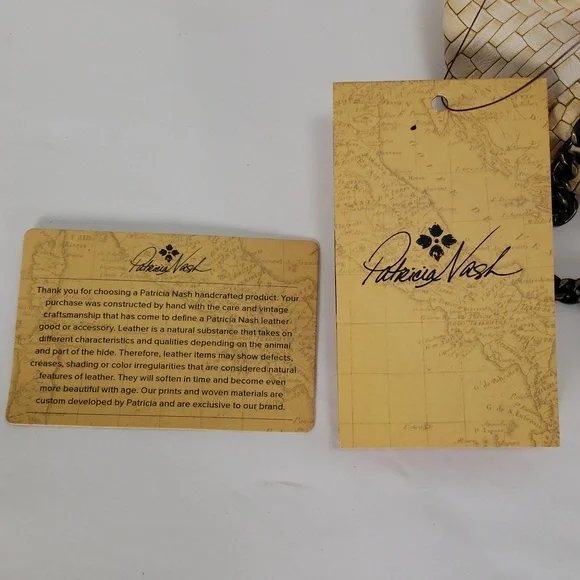 Patricia Nash
Thank you for choosing a Patricia Nash handcrafted product. Your
purchase was constructed by hand with the care and vintage
craftsmanship that has come to define a Patricia Nash leather
good or accessory. Leather is a natural substance that takes on
different characteristics and qualities depending on the animal
and part of the hide. Therefore, leather items may show defects,
creases, shading or color irregularities that are considered natural
features of leather. They will soften in time and become even
more beautiful with age. Our prints and woven materials are
custom developed by Patricia and are exclusive to our brand.
Patricia Nash